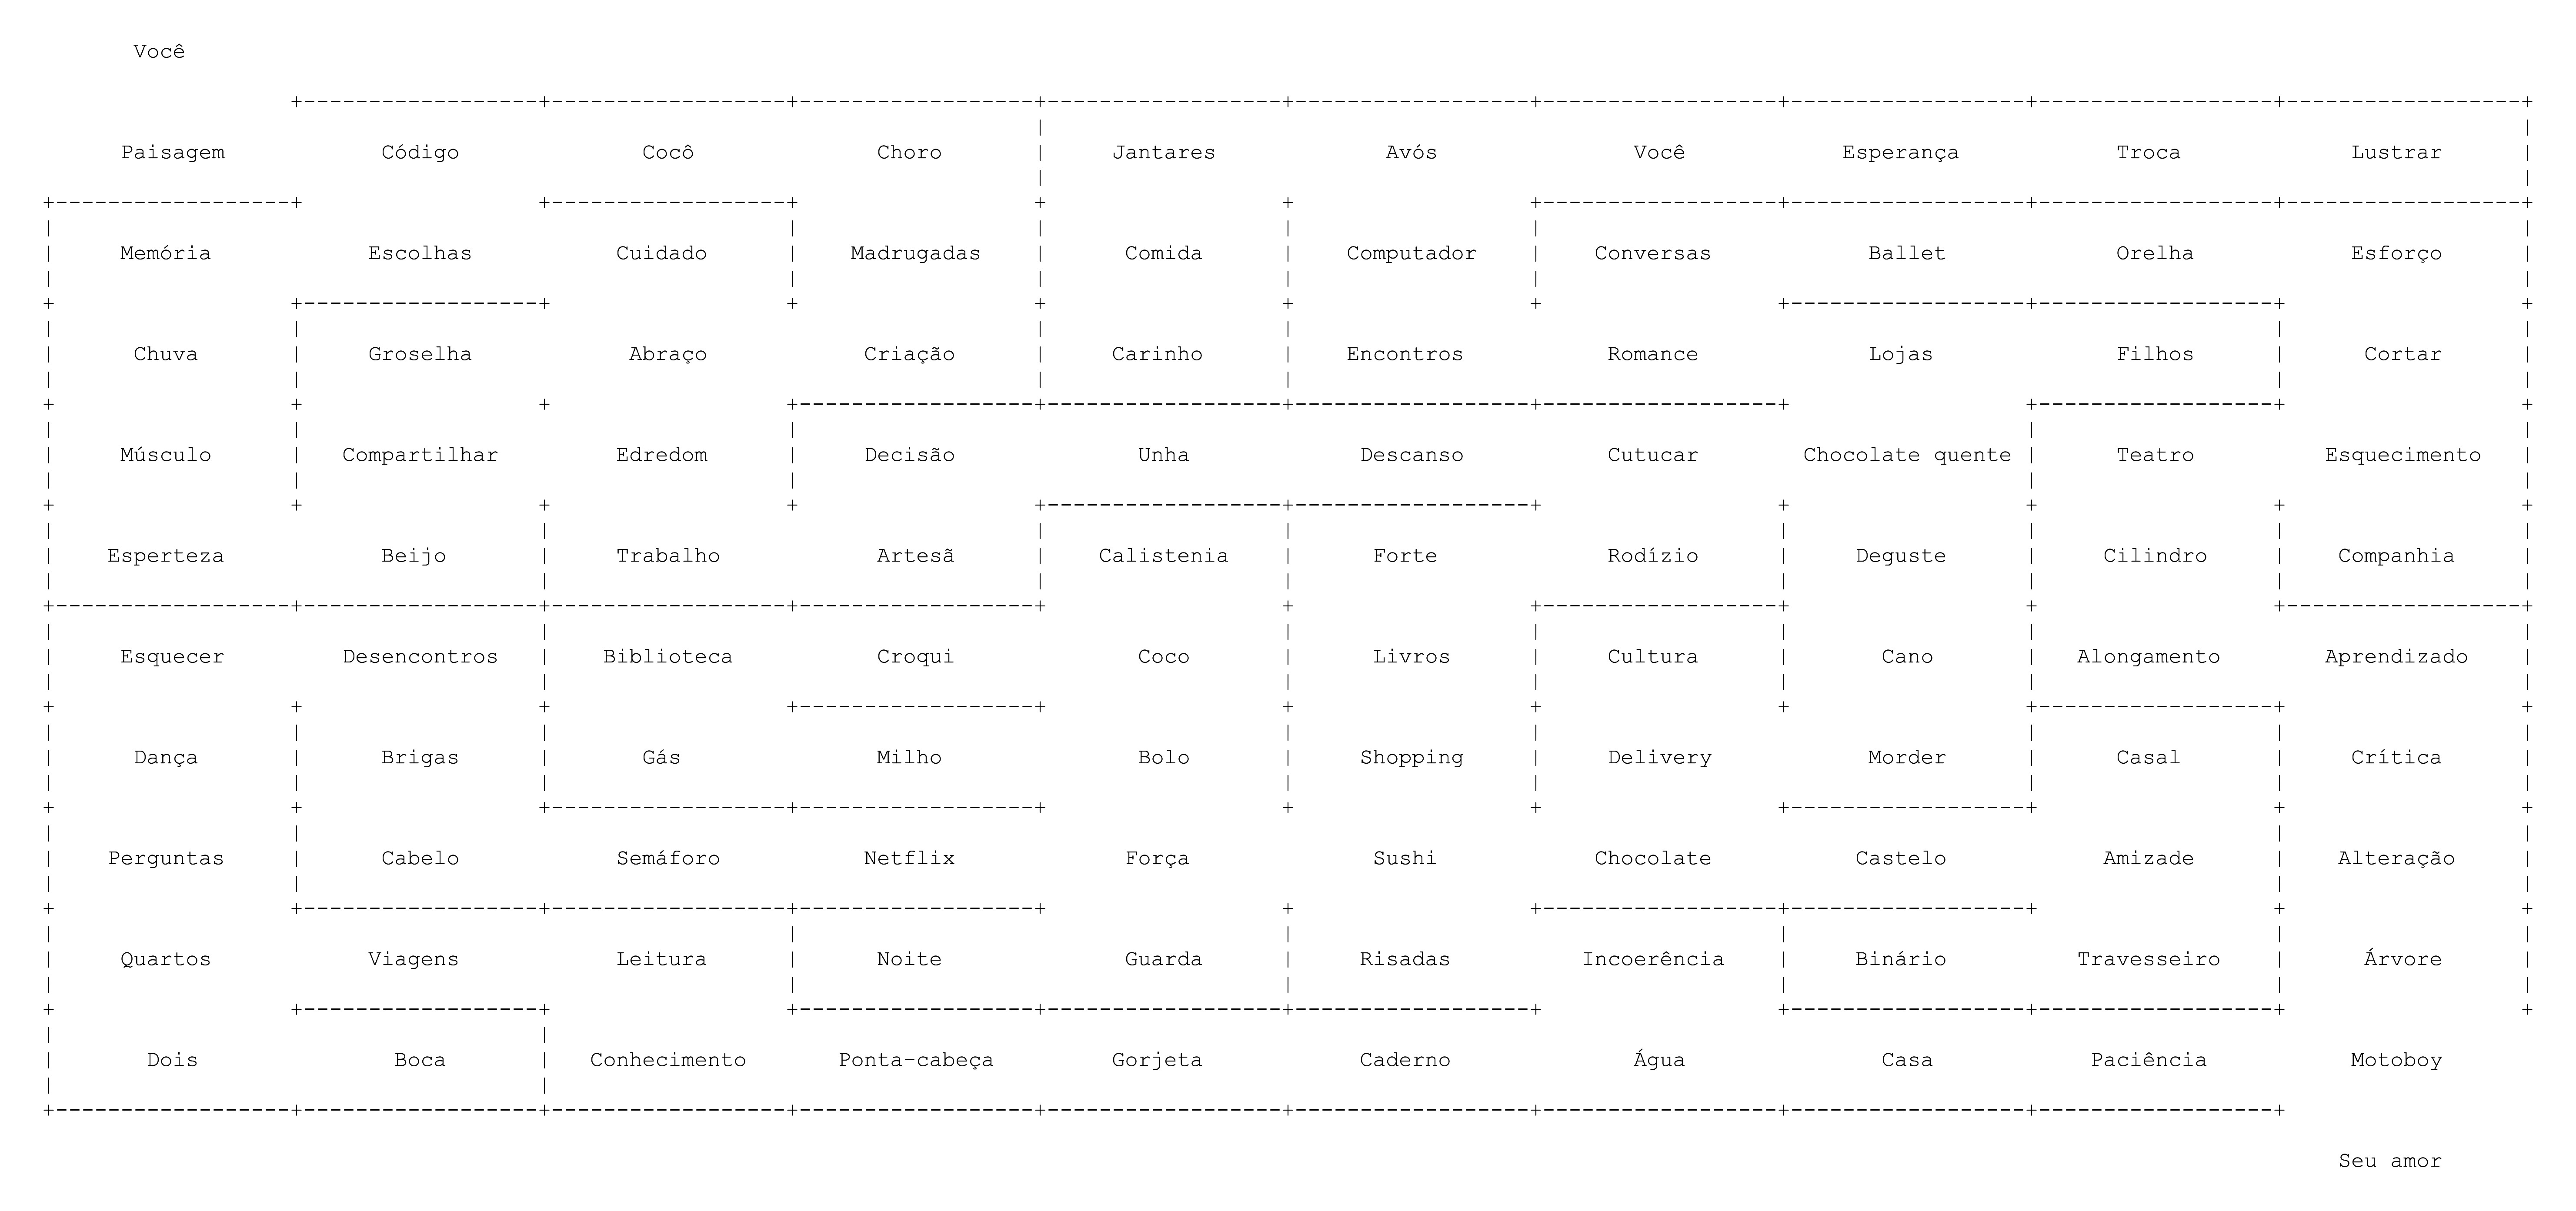 Você
Paisagem Código Cocô Choro Jantares Avós Você Esperança Troca Lustrar
Memória Escolhas Cuidado Madrugadas Comida Computador Conversas Ballet Orelha Esforço
Chuva Groselha Abraço Criação Carinho Encontros Romance Lojas Filhos Cortar
Músculo Compartilhar Edredom Decisão Unha Descanso Cutucar Chocolate quente Teatro Esquecimento
Esperteza Beijo Trabalho Artesã Calistenia Forte Rodízio Deguste Cilindro Companhia
Esquecer Desencontros Biblioteca Croqui Coco Livros Cultura Cano Alongamento Aprendizado
Dança Brigas Gás Milho Bolo Shopping Delivery Morder Casal Crítica
Perguntas Cabelo Semáforo Netflix Força Sushi Chocolate Castelo Amizade Alteração
Quartos Viagens Leitura Noite Guarda Risadas Incoerência Binário Travesseiro Árvore
Dois Boca Conhecimento Ponta-cabeça Gorjeta Caderno Água Casa Paciência Motoboy
Seu amor